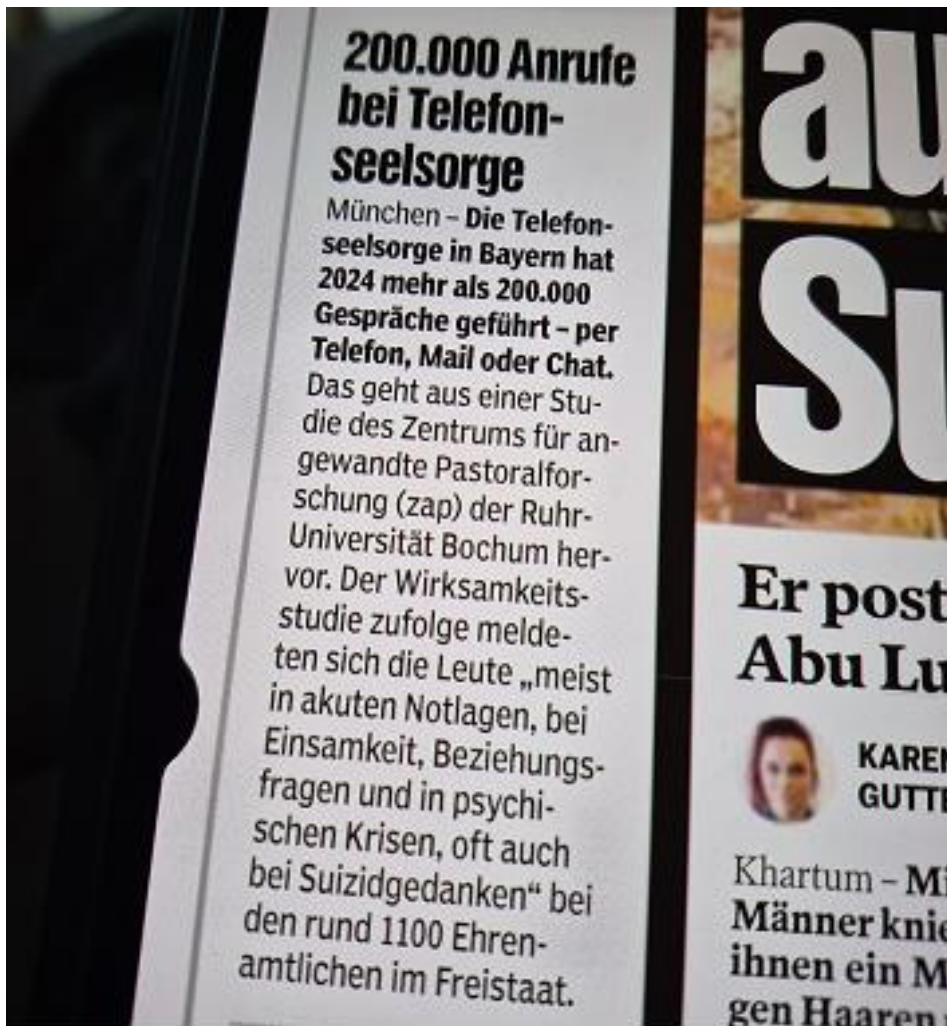 200.000 Anrufe
bei Telefon-
seelsorge
München – Die Telefon-
seelsorge in Bayern hat
2024 mehr als 200.000
Gespräche geführt – per
Telefon, Mail oder Chat.
Das geht aus einer Stu-
die des Zentrums für an-
gewandte Pastoralfor-
schung (zap) der Ruhr-
Universität Bochum her-
vor. Der Wirksamkeits-
studie zufolge melde-
ten sich die Leute „meist
in akuten Notlagen, bei
Einsamkeit, Beziehungs-
fragen und in psychi-
schen Krisen, oft auch
bei Suizidgedanken“ bei
den rund 1100 Ehren-
amtlichen im Freistaat.
au
Su
Er post
Abu Lu
KAREN
GUTT
Khartum – Mi
Männer knie
ihnen ein M
gen Haaren